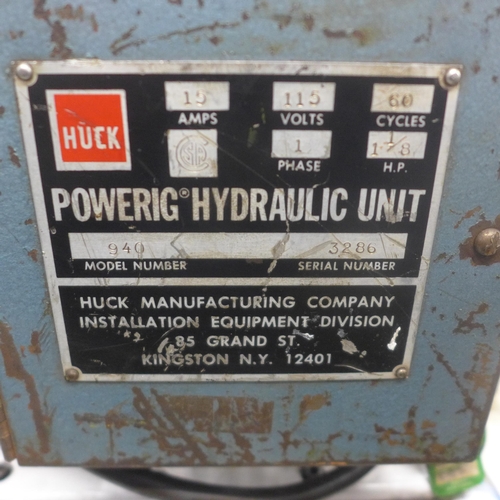 HUCK
15
AMPS
115
VOLTS
60
CYCLES
1
PHASE
1 1/8
H.P.
POWERIG® HYDRAULIC UNIT
940
MODEL NUMBER
3286
SERIAL NUMBER
HUCK MANUFACTURING COMPANY
INSTALLATION EQUIPMENT DIVISION
85 GRAND ST.
KINGSTON N.Y. 12401